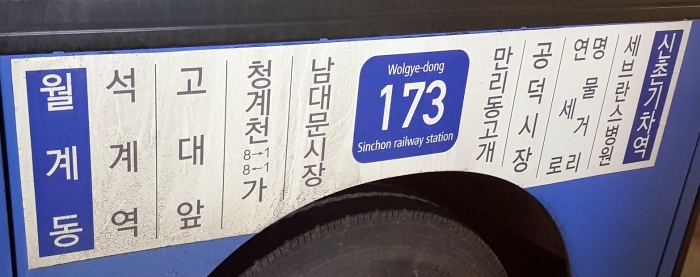 월계동
석계역
고대앞
청계천8→1 8→1가
남대문시장
Wolgye-dong
173
Sinchon railway station
만리동고개
공덕시장
연세로
명물거리
세브란스병원
신촌기차역